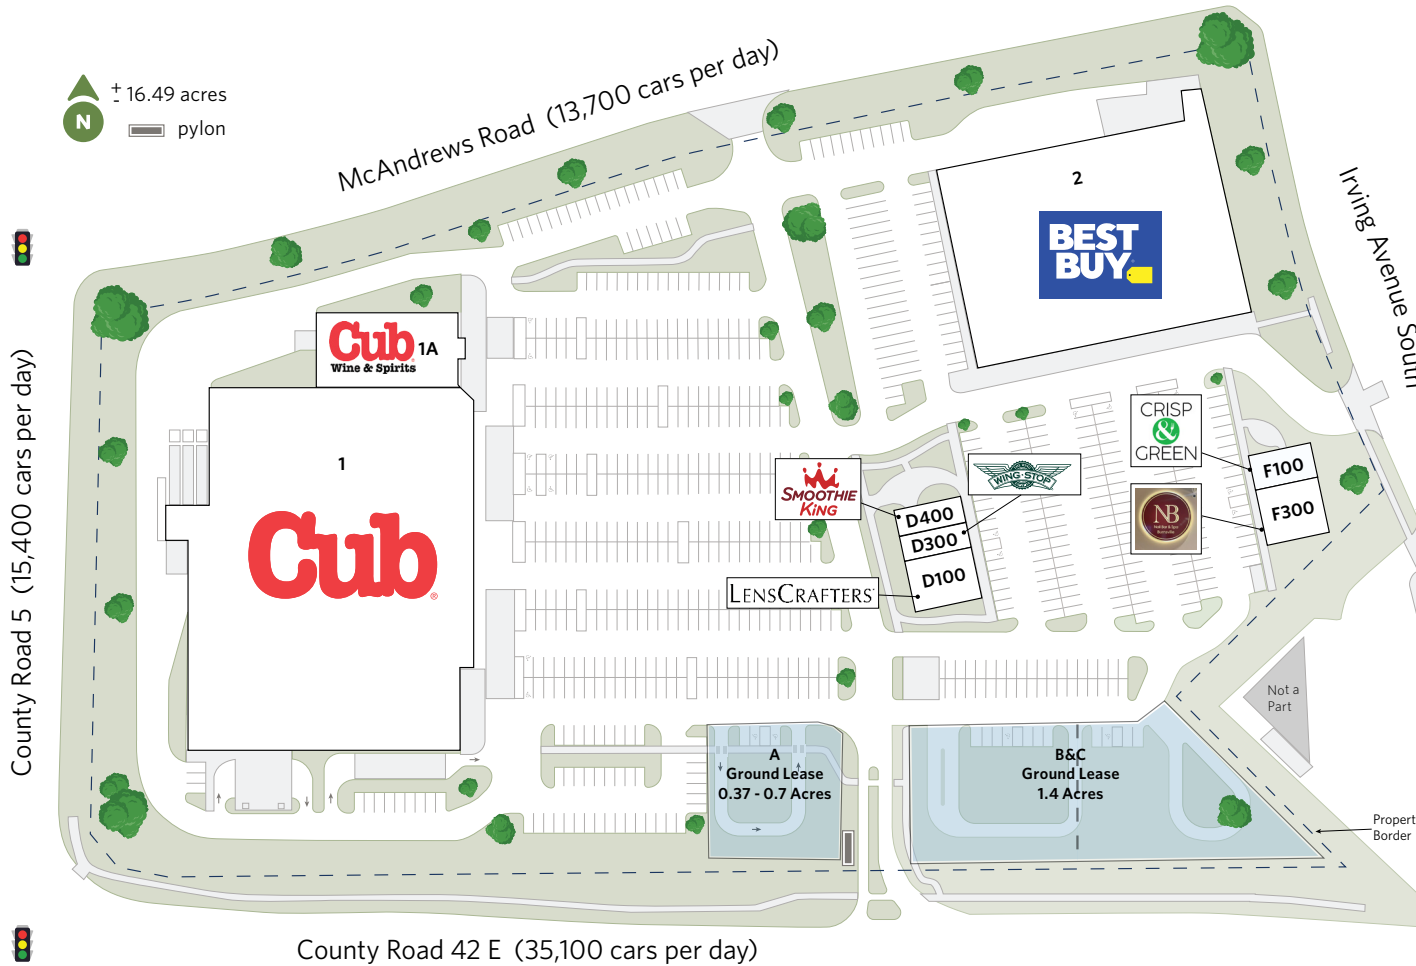 ± 16.49 acres
N
pylon
McAndrews Road (13,700 cars per day)
Irving Avenue South
County Road 5 (15,400 cars per day)
2
BEST
BUY
Cub
Wine & Spirits
1A
1
Cub
CRISP
&
GREEN
SMOOTHIE
KING
WING·STOP
NB
F100
F300
D400
D300
D100
LENSCRAFTERS
Not a
Part
A
Ground Lease
0.37 - 0.7 Acres
B&C
Ground Lease
1.4 Acres
Propert
Border
County Road 42 E (35,100 cars per day)